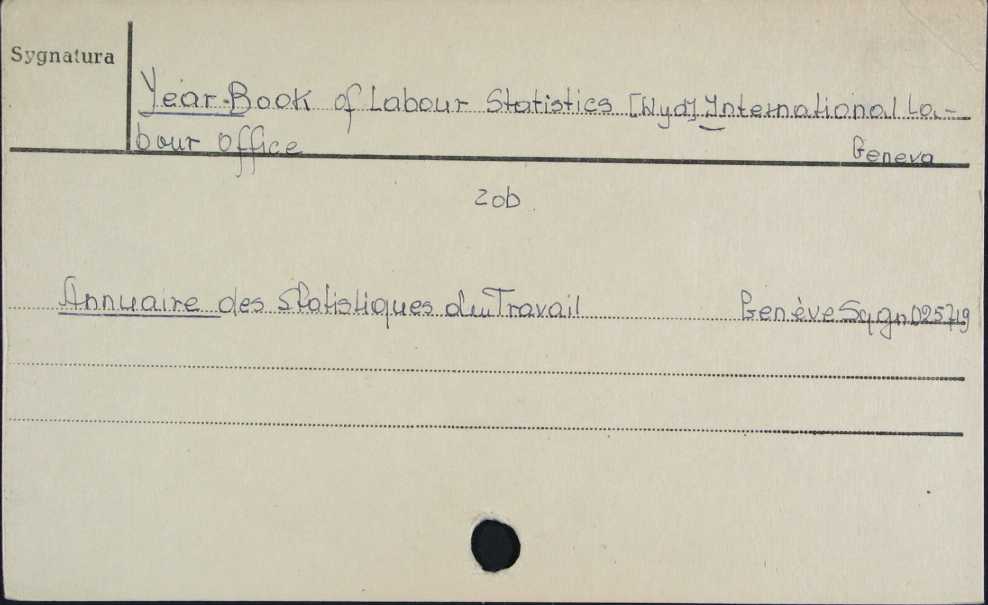 Sygnatura
Year-Book of Labour Statistics [Wyd] International La-
bour Office Geneva
zob.
Annuaire des Statistiques du Travail Genève Sygn D25719